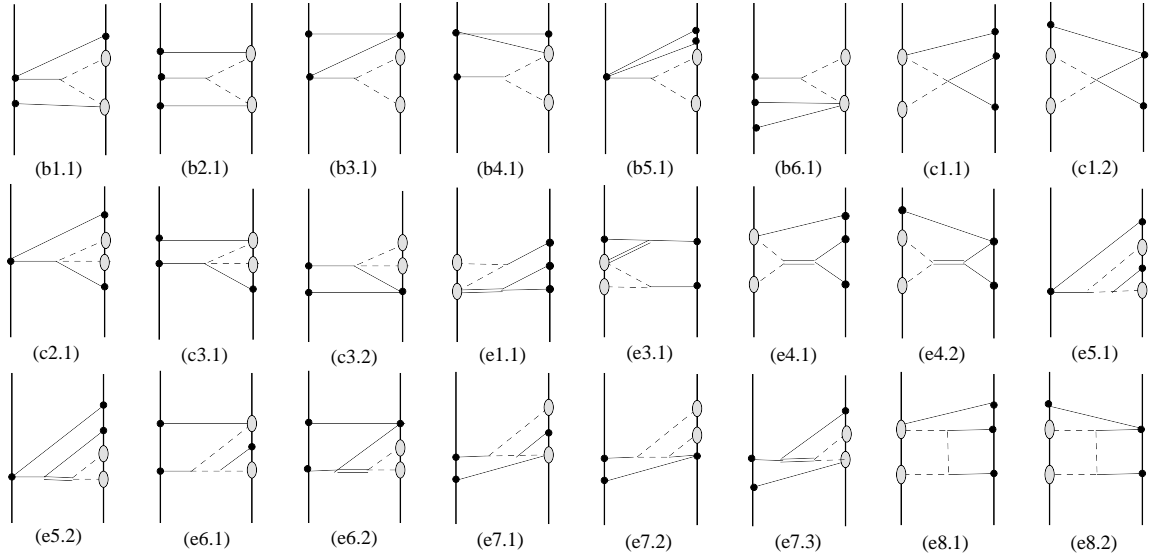 (b1.1) (b2.1) (b3.1) (b4.1) (b5.1) (b6.1) (c1.1) (c1.2)
(c2.1) (c3.1) (c3.2) (e1.1) (e3.1) (e4.1) (e4.2) (e5.1)
(e5.2) (e6.1) (e6.2) (e7.1) (e7.2) (e7.3) (e8.1) (e8.2)